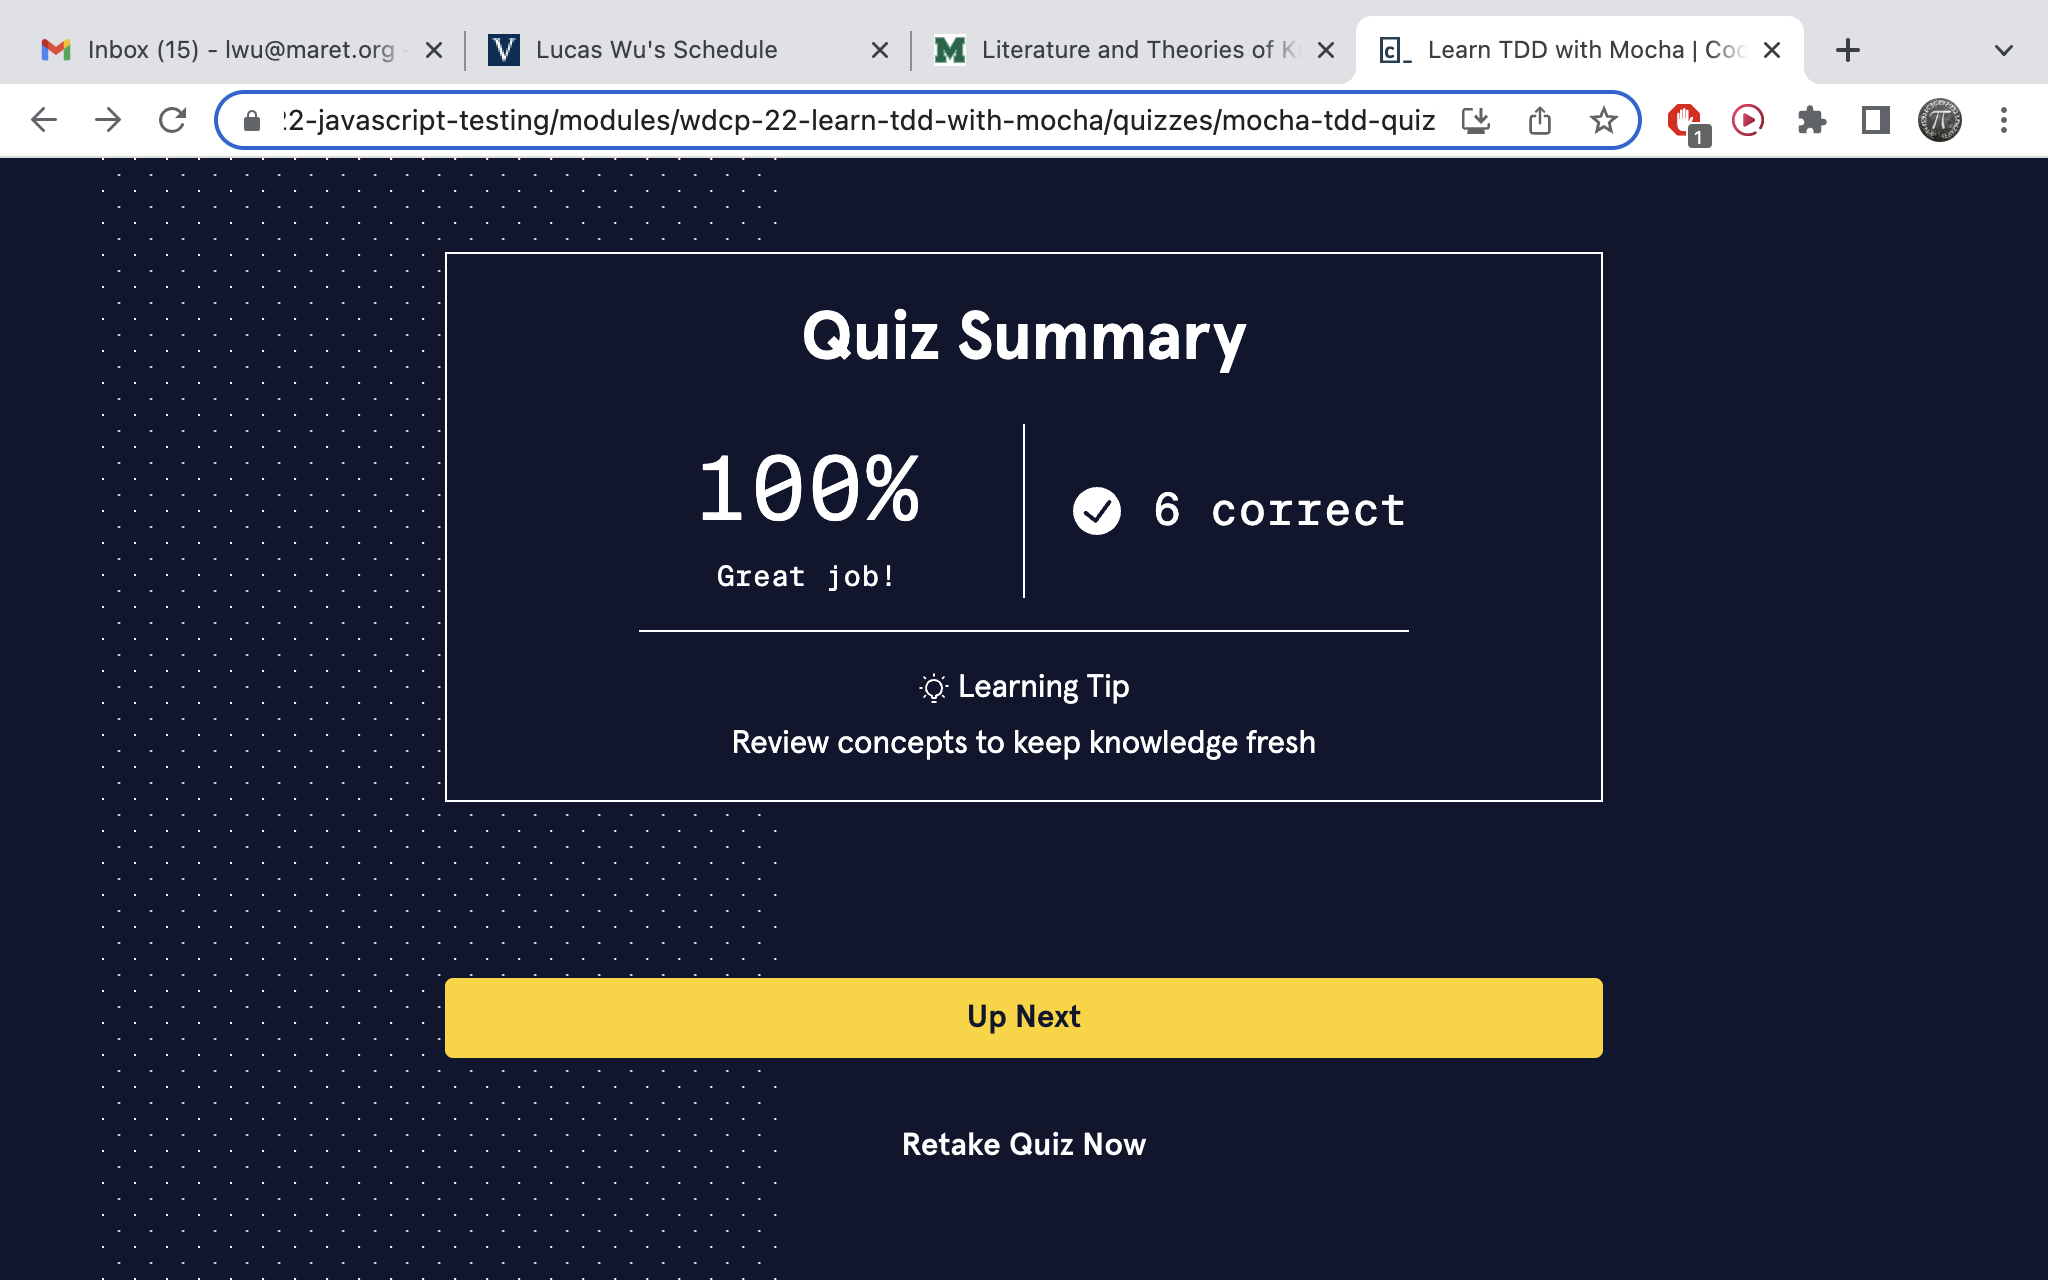 Inbox (15) - lwu@maret.org -
Lucas Wu's Schedule
Literature and Theories of K
Learn TDD with Mocha | Coc
22-javascript-testing/modules/wdcp-22-learn-tdd-with-mocha/quizzes/mocha-tdd-quiz
1
Quiz Summary
100%
Great job!
6 correct
Learning Tip
Review concepts to keep knowledge fresh
Up Next
Retake Quiz Now